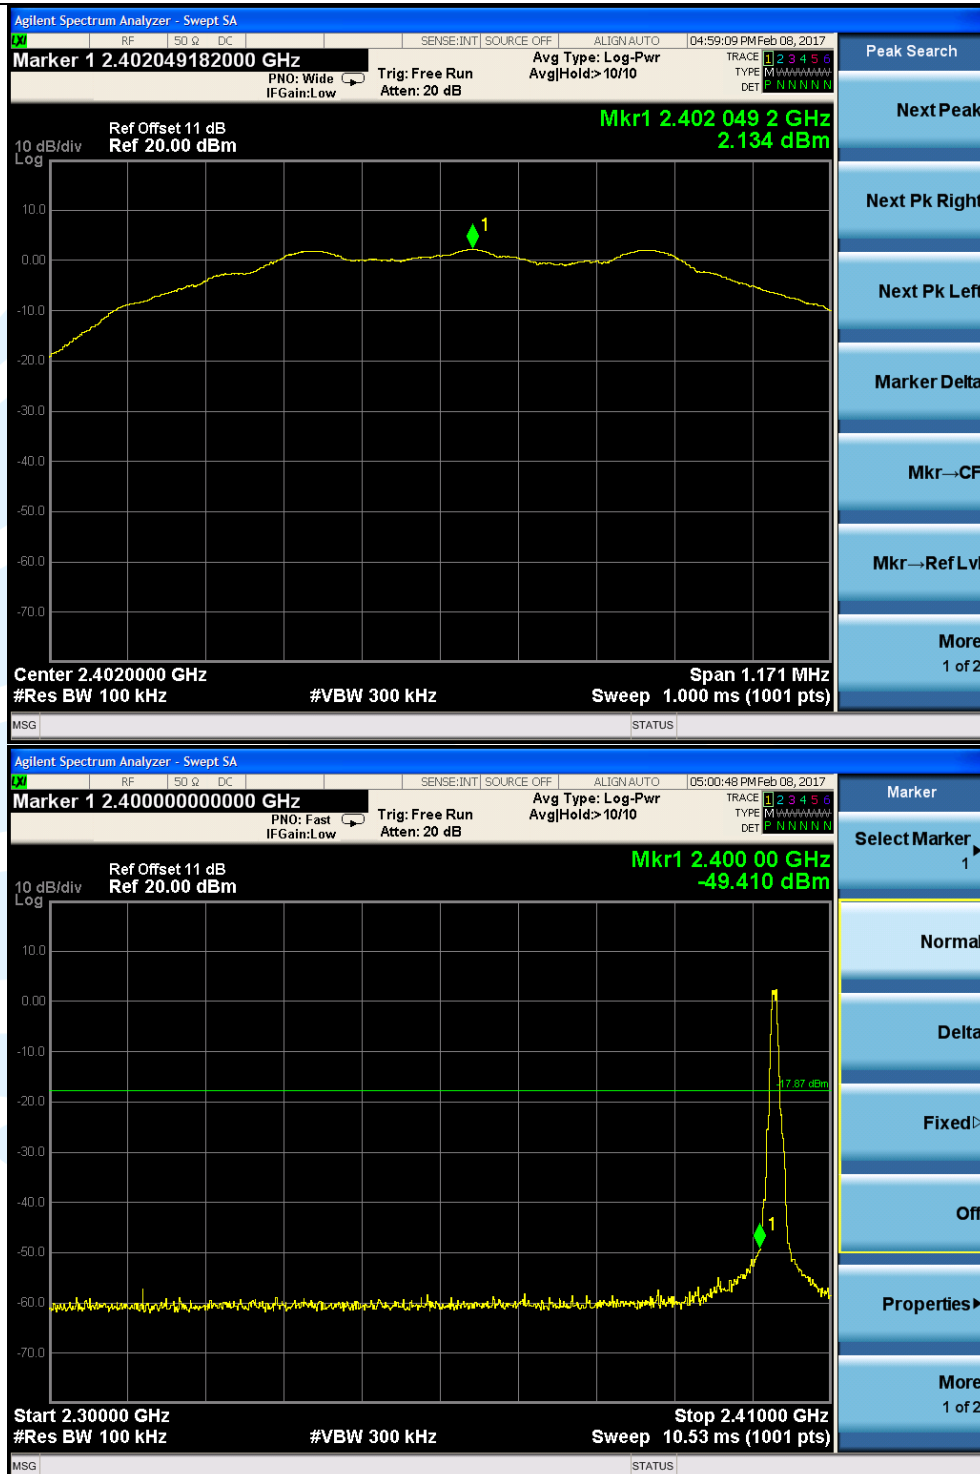 Agilent Spectrum Analyzer - Swept SA
LXI RF 50 Ω DC SENSE:INT SOURCE OFF ALIGN AUTO 04:59:09 PM Feb 08, 2017
Marker 1 2.402049182000 GHz
PNO: Wide
IFGain:Low
Trig: Free Run
Atten: 20 dB
Avg Type: Log-Pwr
Avg|Hold:>10/10
TRACE 1 2 3 4 5 6
TYPE M
DET P N N N N N
Mkr1 2.402 049 2 GHz
2.134 dBm
Ref Offset 11 dB
10 dB/div Ref 20.00 dBm
Log
10.0
1
0.00
-10.0
-20.0
-30.0
-40.0
-50.0
-60.0
-70.0
Center 2.4020000 GHz Span 1.171 MHz
#Res BW 100 kHz #VBW 300 kHz Sweep 1.000 ms (1001 pts)
MSG STATUS
Peak Search
Next Peak
Next Pk Right
Next Pk Left
Marker Delta
Mkr→CF
Mkr→Ref Lvl
More
1 of 2
Agilent Spectrum Analyzer - Swept SA
LXI RF 50 Ω DC SENSE:INT SOURCE OFF ALIGN AUTO 05:00:48 PM Feb 08, 2017
Marker 1 2.400000000000 GHz
PNO: Fast
IFGain:Low
Trig: Free Run
Atten: 20 dB
Avg Type: Log-Pwr
Avg|Hold:>10/10
TRACE 1 2 3 4 5 6
TYPE M
DET P N N N N N
Mkr1 2.400 00 GHz
-49.410 dBm
Ref Offset 11 dB
10 dB/div Ref 20.00 dBm
Log
10.0
0.00
-10.0
-17.87 dBm
-20.0
-30.0
-40.0
1
-50.0
-60.0
-70.0
Start 2.30000 GHz Stop 2.41000 GHz
#Res BW 100 kHz #VBW 300 kHz Sweep 10.53 ms (1001 pts)
MSG STATUS
Marker
Select Marker
1
Normal
Delta
Fixed
Off
Properties
More
1 of 2